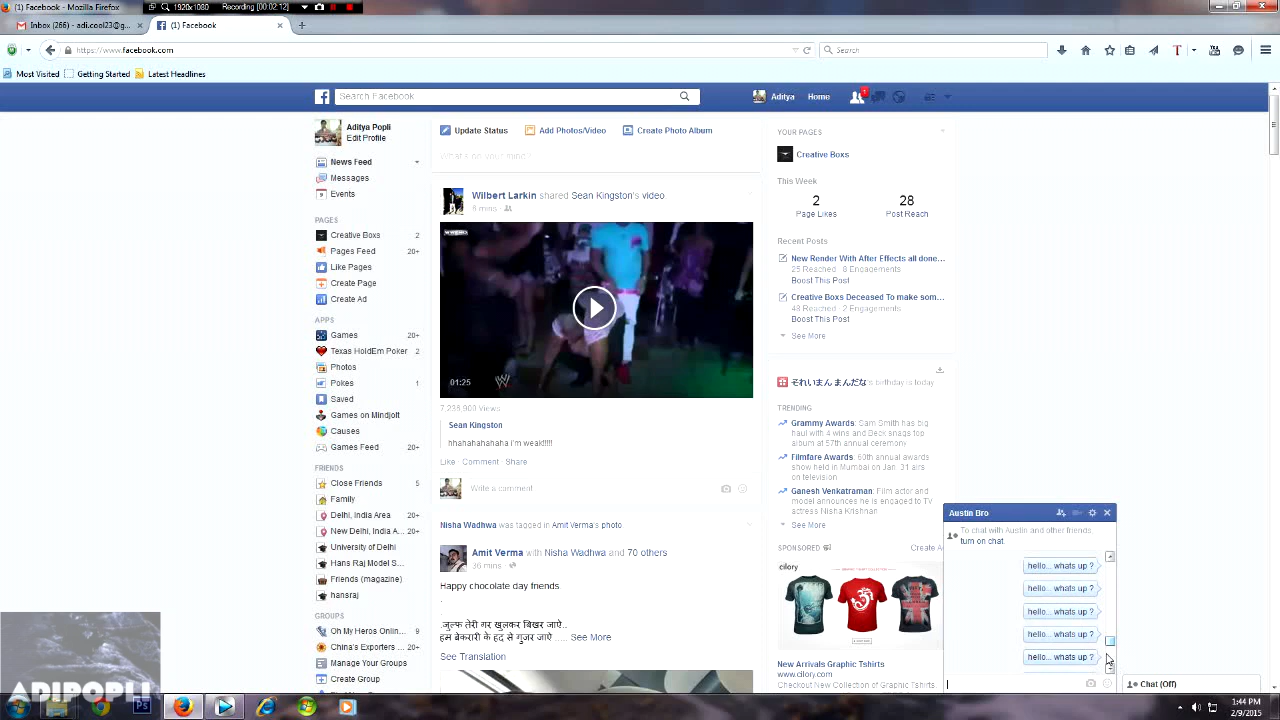 (1) Facebook - Mozilla Firefox
1920x1080
Recording [00:02:12]
Inbox (266) - adi.cool23@g...
(1) Facebook
https://www.facebook.com
Search
Most Visited
Getting Started
Latest Headlines
Search Facebook
Aditya
Home
1
Aditya Popli
Edit Profile
News Feed
Messages
Events
PAGES
Creative Boxs 2
Pages Feed 20+
Like Pages
Create Page
Create Ad
APPS
Games 20+
Texas HoldEm Poker 2
Photos
Pokes 1
Saved
Games on Mindjolt
Causes
Games Feed 20+
FRIENDS
Close Friends 5
Family
Delhi, India Area 20+
New Delhi, India A... 20+
University of Delhi
Hans Raj Model S...
Friends (magazine)
hansraj
GROUPS
Oh My Heros Onlin... 9
China's Exporters ... 20+
Manage Your Groups
Create Group
Update Status
Add Photos/Video
Create Photo Album
What's on your mind?
Wilbert Larkin shared Sean Kingston's video
6 mins
01:25
7,236,900 Views
Sean Kingston
hhahahahahaha i'm weak!!!!!
Like · Comment · Share
Write a comment
Nisha Wadhwa was tagged in Amit Verma's photo
Amit Verma with Nisha Wadhwa and 70 others
36 mins
Happy chocolate day friends
.
.
.जुल्फ तेरी गर खुलकर बिखर जाऐ..
हम बेकरारी के हद से गुजर जाऐ ... See More
See Translation
YOUR PAGES
Creative Boxs
This Week
2
Page Likes
28
Post Reach
Recent Posts
New Render With After Effects all done...
25 Reached · 8 Engagements
Boost This Post
Creative Boxs Deceased To make som...
43 Reached · 2 Engagements
Boost This Post
See More
それいまん まんだな's birthday is today
TRENDING
Grammy Awards: Sam Smith has big
haul with 4 wins and Beck snags top
album at 57th annual ceremony
Filmfare Awards: 60th annual awards
show held in Mumbai on Jan. 31 airs
on television
Ganesh Venkatraman: Film actor and
model announces he is engaged to TV
actress Nisha Krishnan
See More
SPONSORED
Create A
cilory
New Arrivals Graphic Tshirts
www.cilory.com
Checkout New Collection of Graphic Tshirts,
Austin Bro
To chat with Austin and other friends,
turn on chat.
hello... whats up ?
hello... whats up ?
hello... whats up ?
hello... whats up ?
hello... whats up ?
Chat (Off)
ADIPOPLI
1:44 PM
2/9/2015